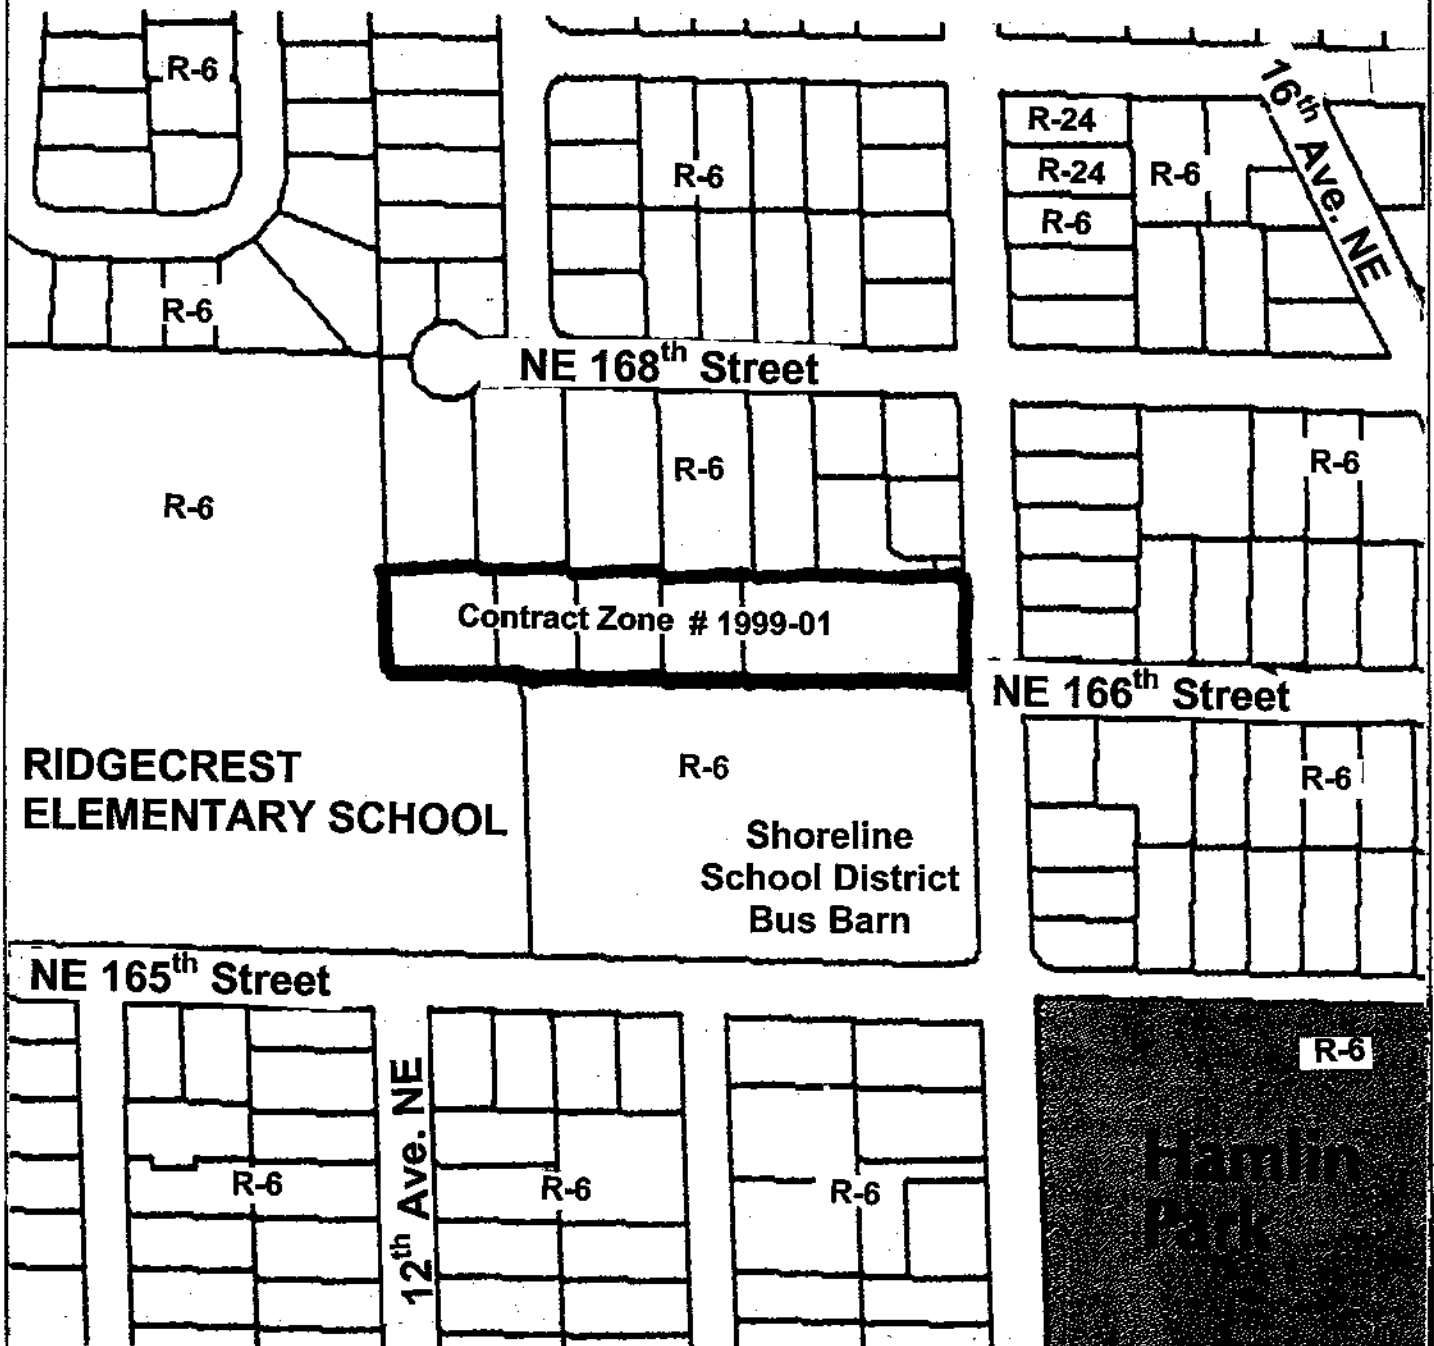 R-6
16th Ave. NE
R-24
R-24
R-6
R-6
R-6
R-6
NE 168th Street
R-6
R-6
R-6
Contract Zone # 1999-01
NE 166th Street
RIDGECREST
ELEMENTARY SCHOOL
R-6
R-6
Shoreline
School District
Bus Barn
NE 165th Street
R-6
12th Ave. NE
Hamlin
Park
R-6
R-6
R-6